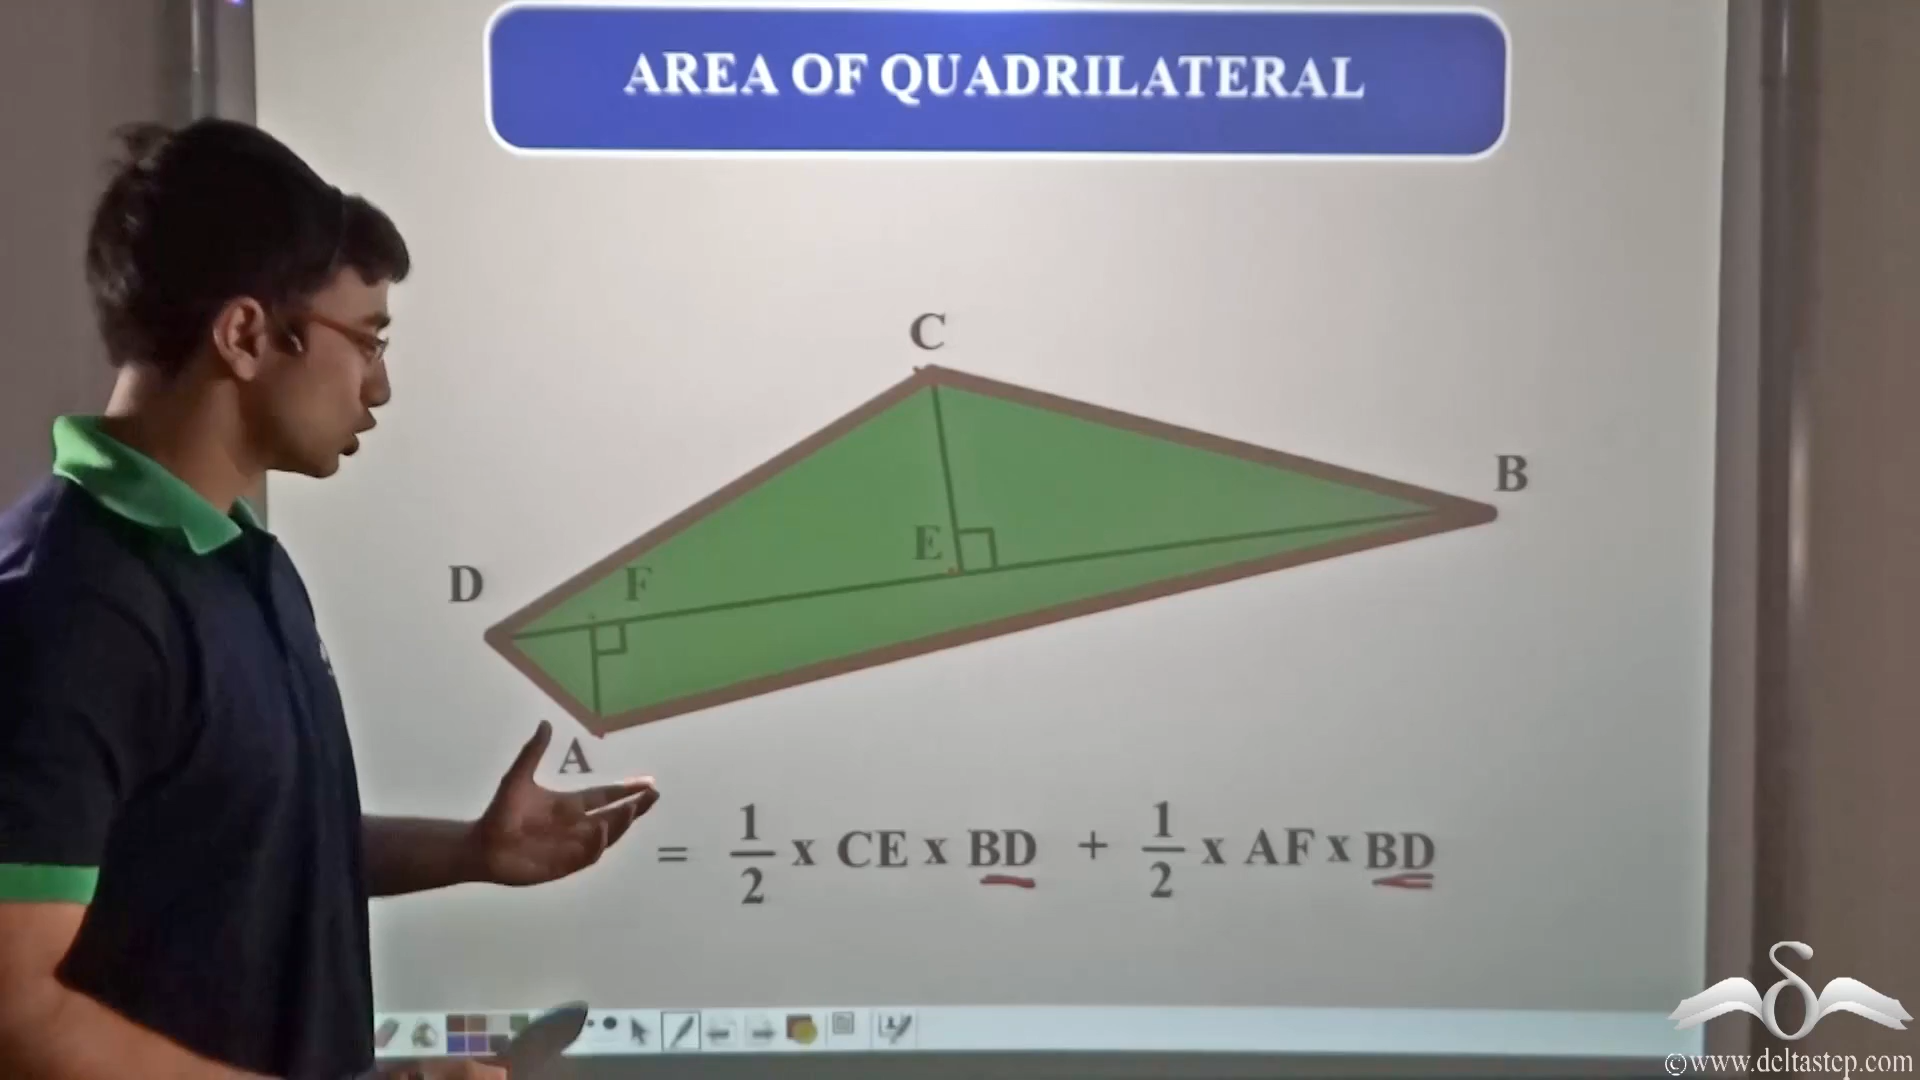 AREA OF QUADRILATERAL
C
B
E
D
F
A
= 1/2 x CE x BD + 1/2 x AF x BD
©www.deltastep.com